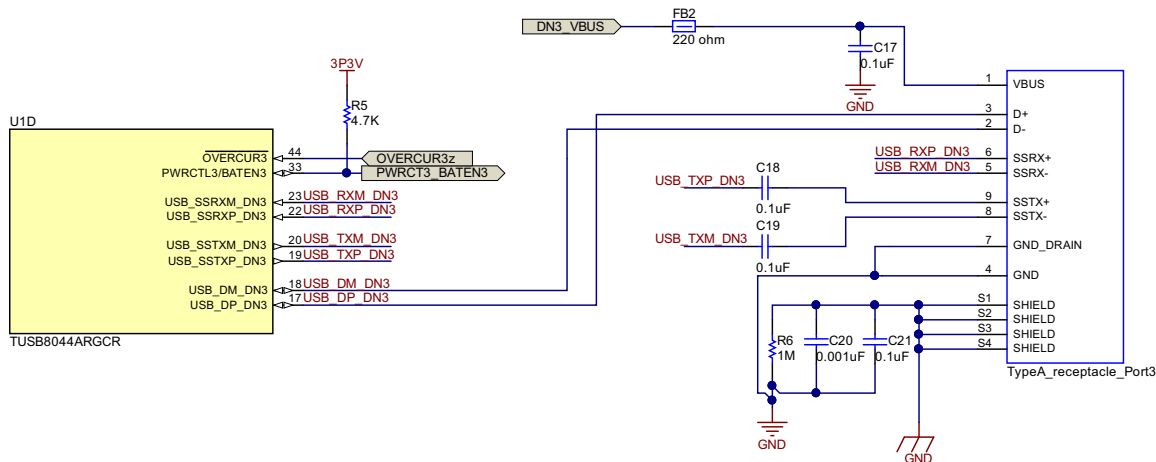 DN3_VBUS
FB2
220 ohm
C17
0.1uF
GND
3P3V
R5
4.7K
U1D
OVERCUR3 44 OVERCUR3z
PWRCTL3/BATEN3 33 PWRCT3_BATEN3
USB_SSRXM_DN3 23 USB_RXM_DN3
USB_SSRXP_DN3 22 USB_RXP_DN3
USB_SSTXM_DN3 20 USB_TXM_DN3
USB_SSTXP_DN3 19 USB_TXP_DN3
USB_DM_DN3 18 USB_DM_DN3
USB_DP_DN3 17 USB_DP_DN3
TUSB8044ARGCR
1 VBUS
3 D+
2 D-
USB_RXP_DN3 6 SSRX+
USB_RXM_DN3 5 SSRX-
USB_TXP_DN3 C18 0.1uF 9 SSTX+
USB_TXM_DN3 C19 0.1uF 8 SSTX-
7 GND_DRAIN
4 GND
S1 SHIELD
S2 SHIELD
S3 SHIELD
S4 SHIELD
TypeA_receptacle_Port3
R6
1M
C20
0.001uF
C21
0.1uF
GND
GND